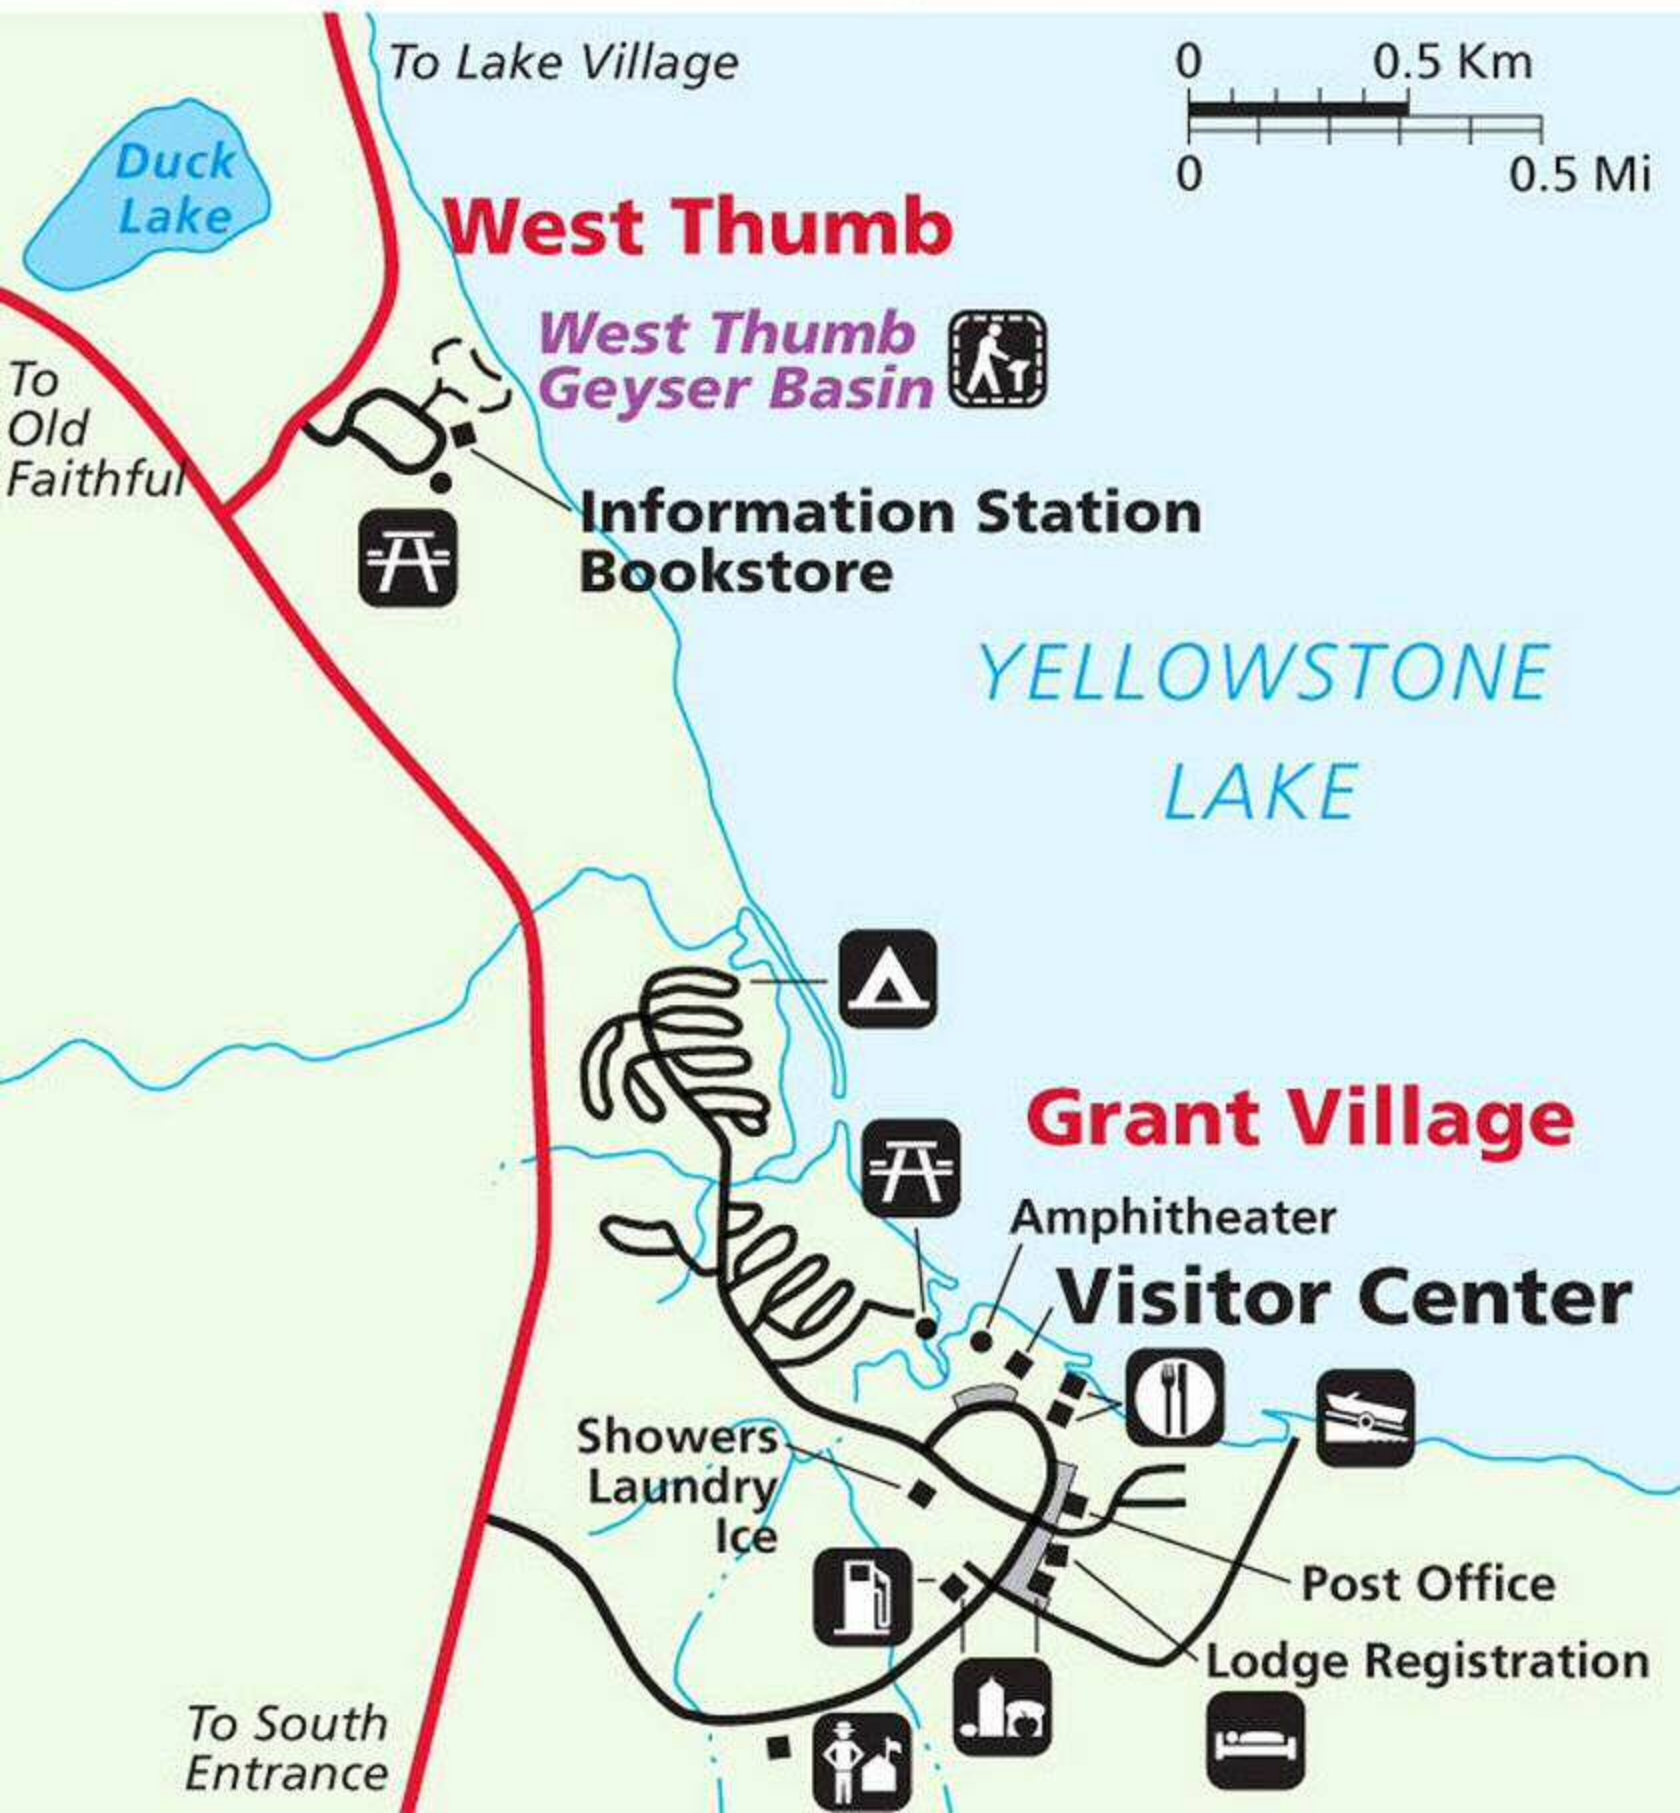 To Lake Village
0 0.5 Km
0 0.5 Mi
Duck
Lake
West Thumb
West Thumb
Geyser Basin
To
Old
Faithful
Information Station
Bookstore
YELLOWSTONE
LAKE
Grant Village
Amphitheater
Visitor Center
Showers
Laundry
Ice
Post Office
Lodge Registration
To South
Entrance